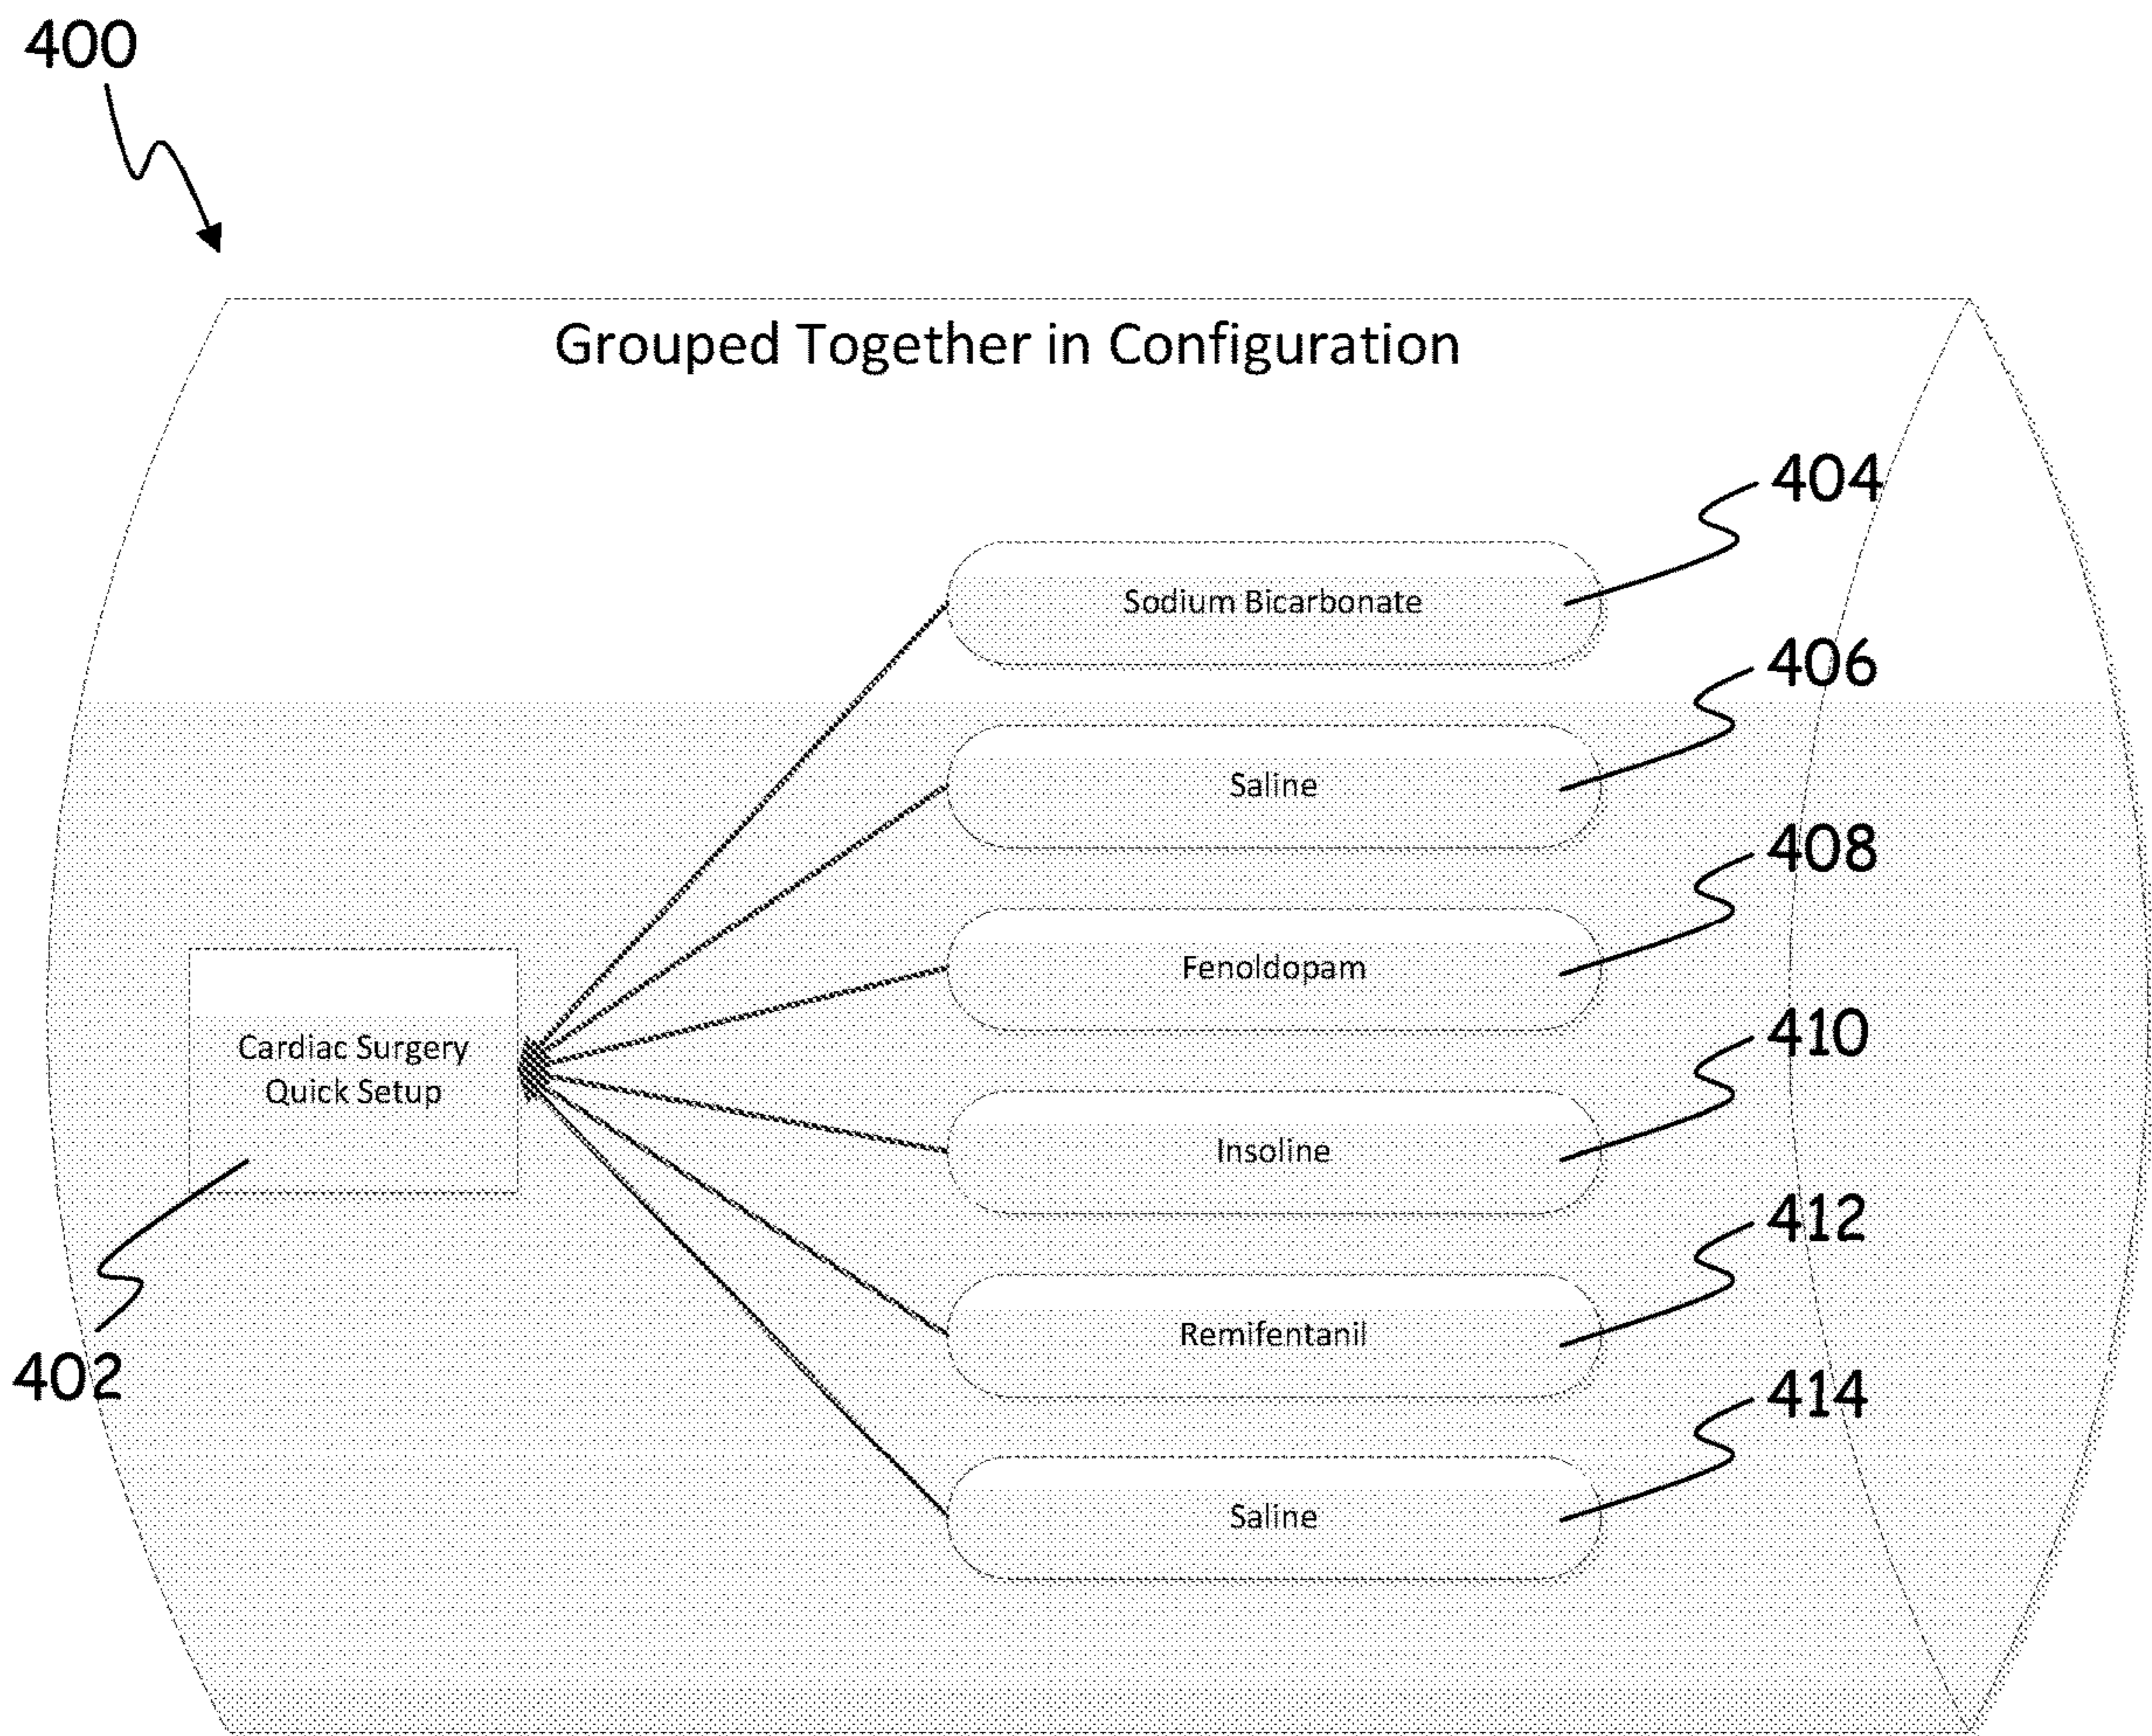 400
Grouped Together in Configuration
404
Sodium Bicarbonate
406
Saline
408
Fenoldopam
410
Cardiac Surgery
Quick Setup
Insoline
412
Remifentanil
402
414
Saline